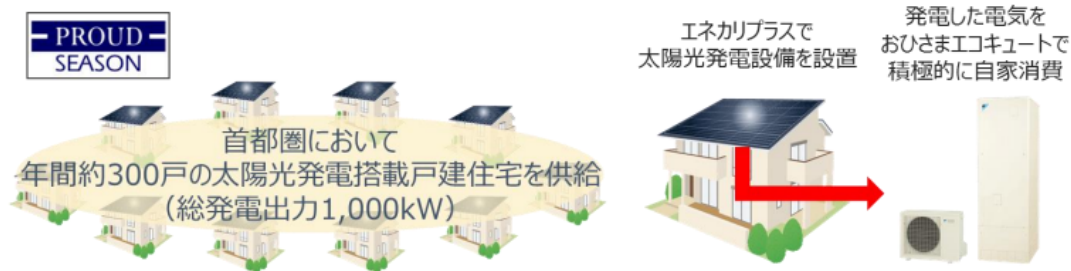 PROUD
SEASON
首都圏において
年間約300戸の太陽光発電搭載戸建住宅を供給
（総発電出力1,000kW）
エネカリプラスで
太陽光発電設備を設置
発電した電気を
おひさまエコキュートで
積極的に自家消費